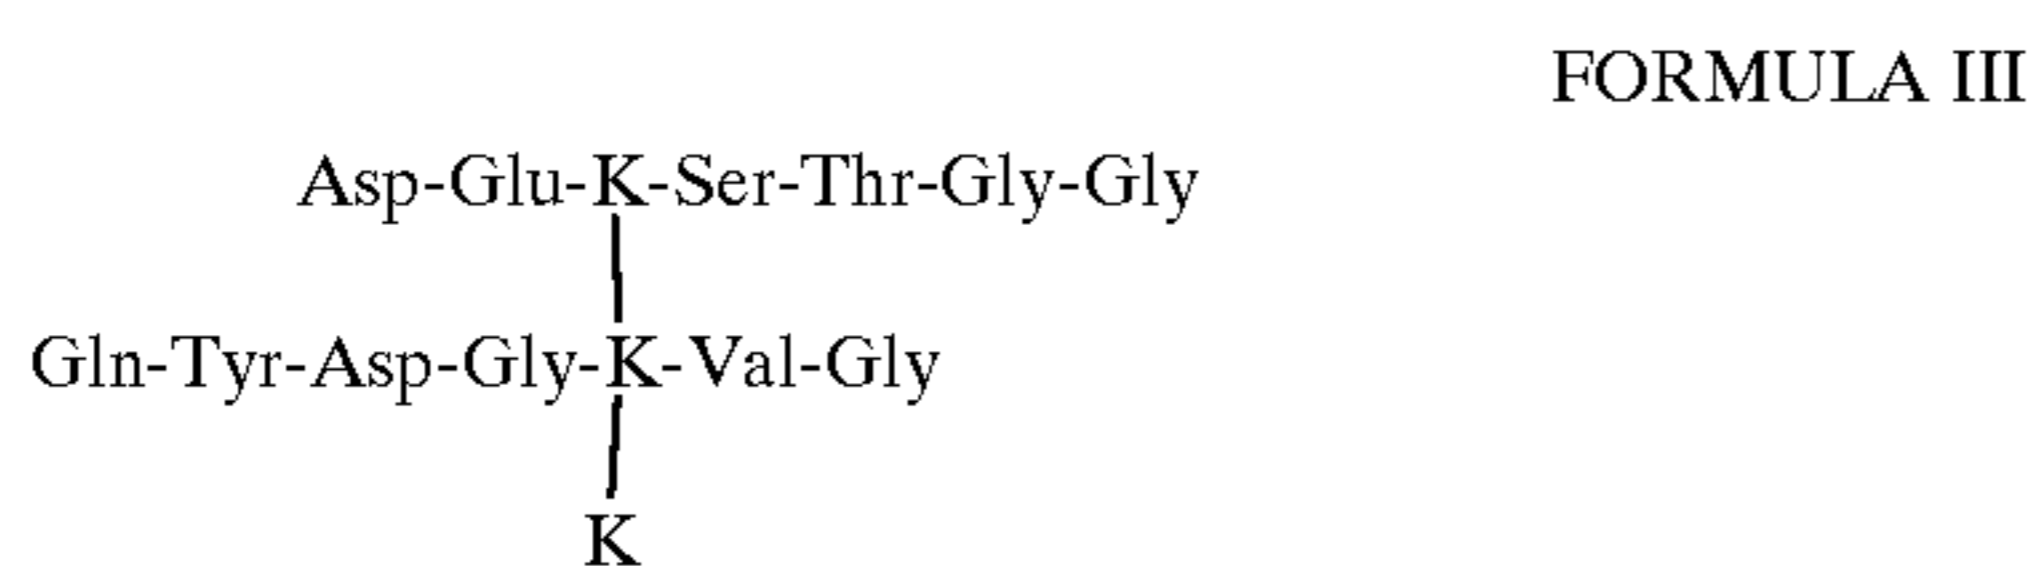 FORMULA III
Asp-Glu-K-Ser-Thr-Gly-Gly
Gln-Tyr-Asp-Gly-K-Val-Gly
K